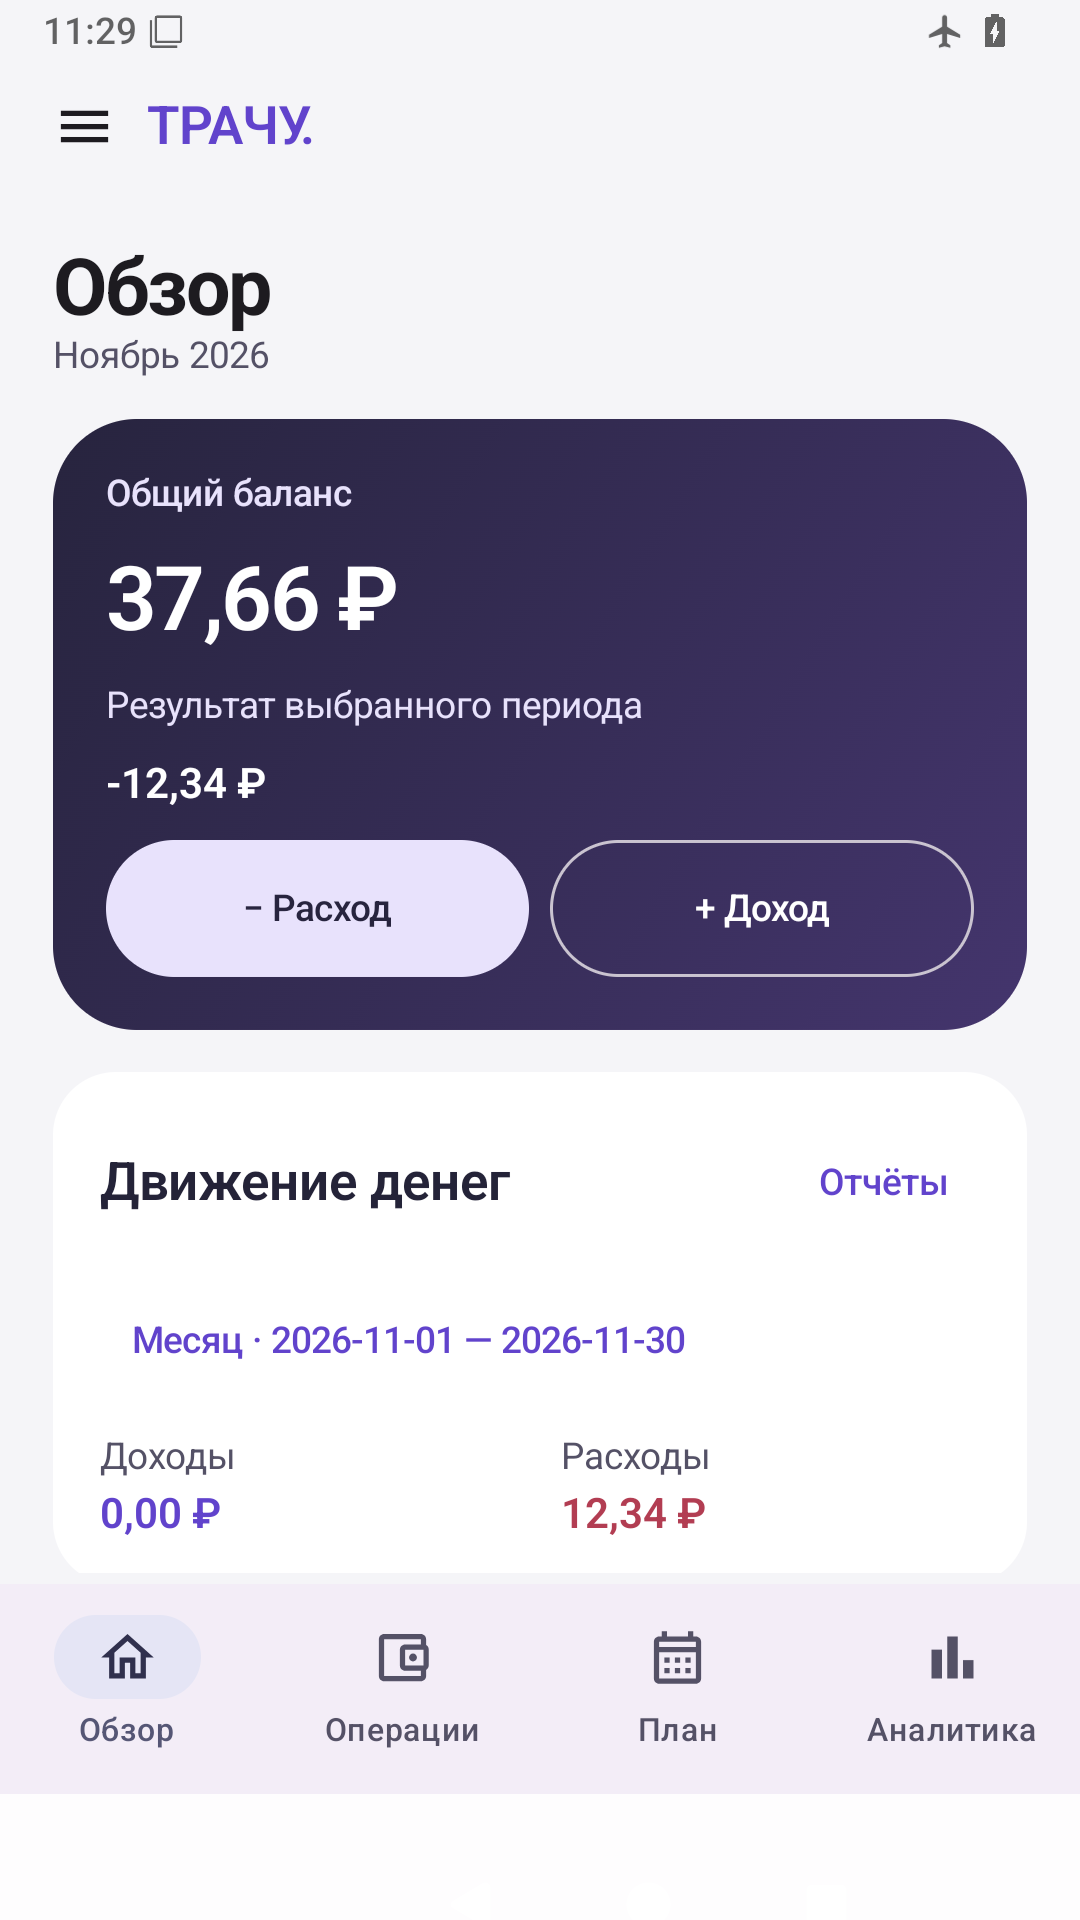 11:29
ТРАЧУ.
Обзор
Ноябрь 2026
Общий баланс
37,66 ₽
Результат выбранного периода
-12,34 ₽
− Расход
+ Доход
Движение денег
Отчёты
Месяц · 2026-11-01 — 2026-11-30
Доходы
Расходы
0,00 ₽
12,34 ₽
Обзор
Операции
План
Аналитика